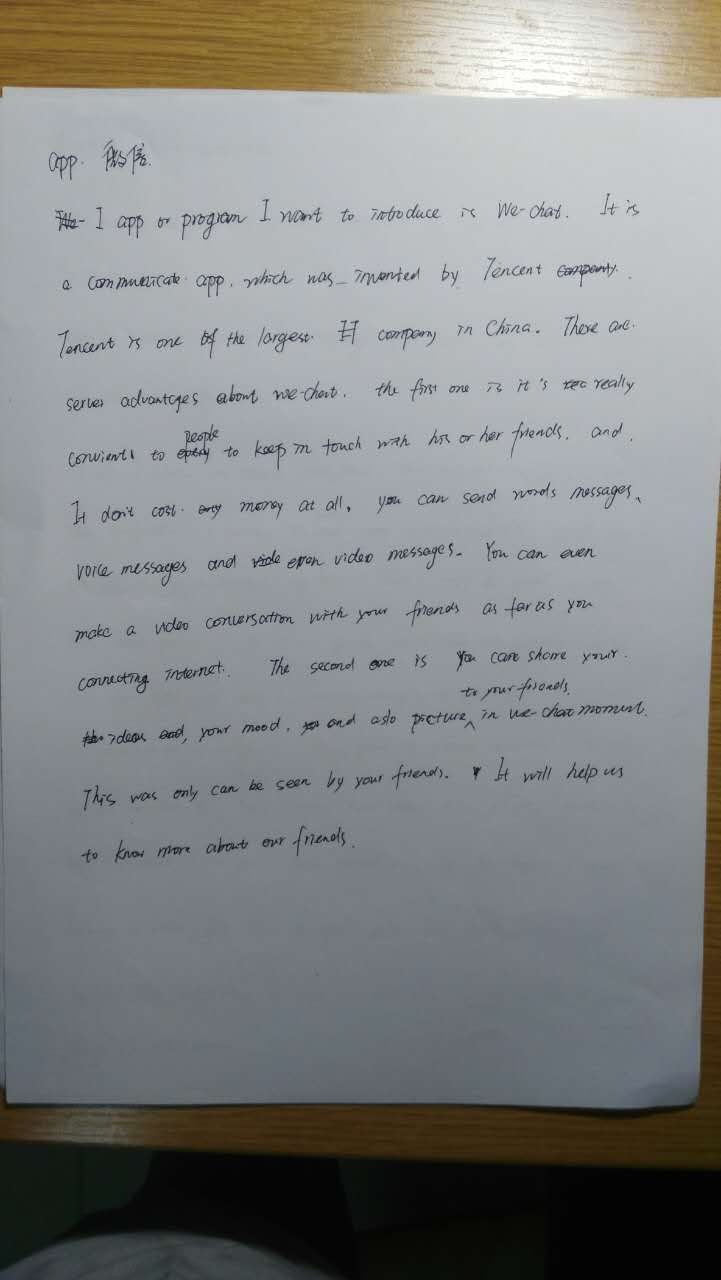 app. 微信.
I app or program I want to introduce is We-chat. It is
a communicate app, which was invented by Tencent company.
Tencent is one of the largest IT company in China. There are
server advantages about we-chat. the first one is it's really
convient to people to keep in touch with his or her friends. and.
It don't cost any money at all, you can send words messages,
voice messages and even video messages. You can even
make a video conversation with your friends as far as you
connecting internet. The second one is you can share your
to your friends
ideas, your mood, and aslo picture in we-chat moment.
This was only can be seen by your friends. It will help us
to know more about our friends.